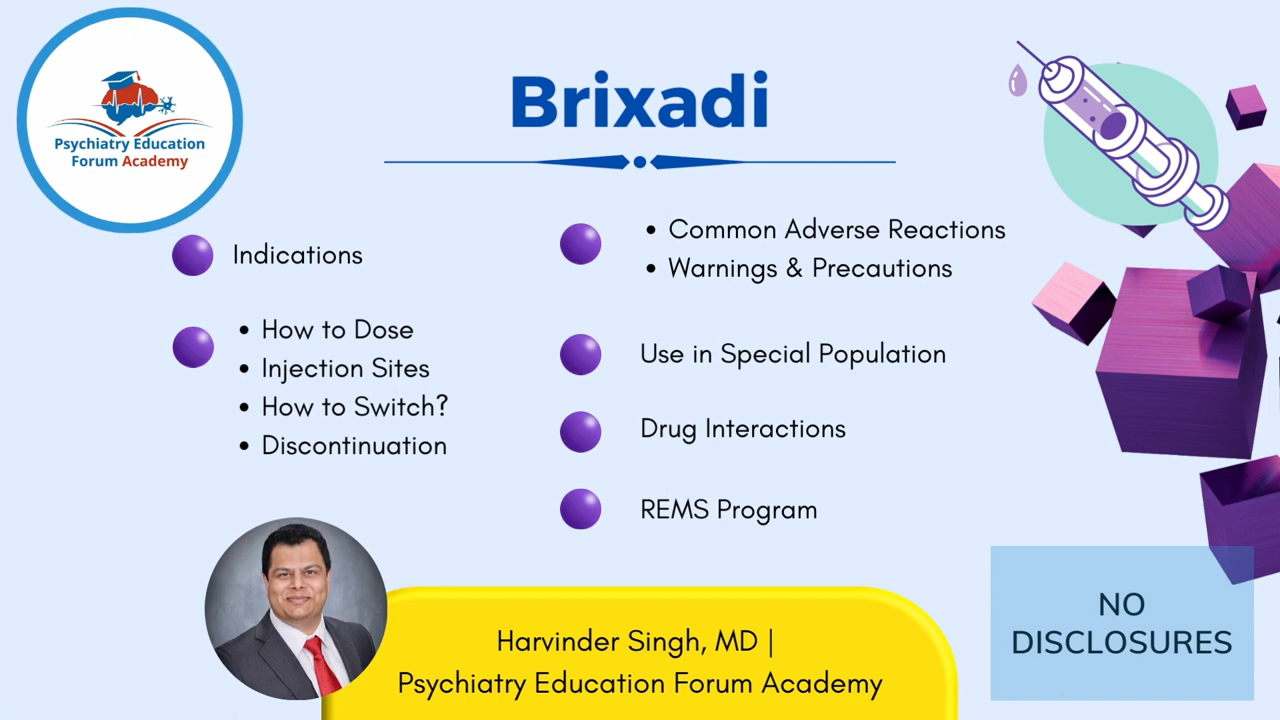 Psychiatry Education
Forum Academy
Brixadi
Indications
• How to Dose
• Injection Sites
• How to Switch?
• Discontinuation
• Common Adverse Reactions
• Warnings & Precautions
Use in Special Population
Drug Interactions
REMS Program
Harvinder Singh, MD |
Psychiatry Education Forum Academy
NO
DISCLOSURES